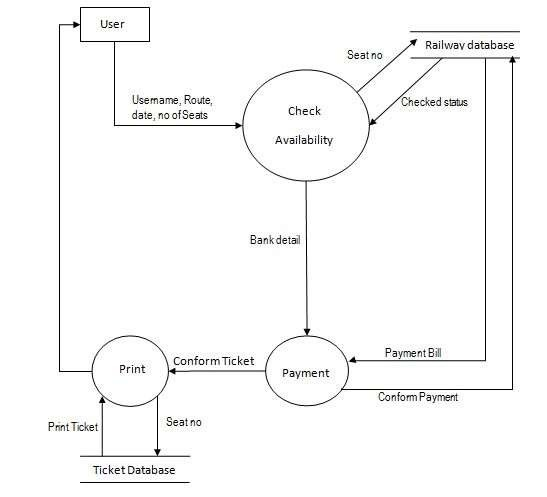 User
Seat no
Railway database
Username, Route,
date, no of Seats
Check
Availability
Checked status
Bank detail
Payment Bill
Conform Ticket
Print
Payment
Conform Payment
Print Ticket
Seat no
Ticket Database